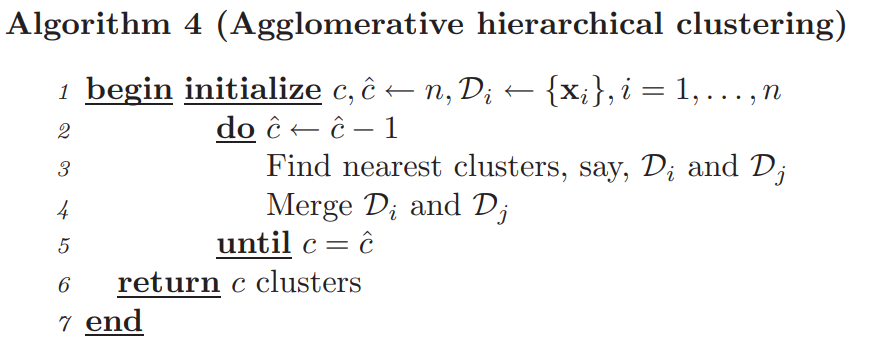 Algorithm 4 (Agglomerative hierarchical clustering)
1 begin initialize c, ĉ ← n, 𝒟ᵢ ← {𝐱ᵢ}, i = 1, . . . , n
2 do ĉ ← ĉ − 1
3 Find nearest clusters, say, 𝒟ᵢ and 𝒟ⱼ
4 Merge 𝒟ᵢ and 𝒟ⱼ
5 until c = ĉ
6 return c clusters
7 end